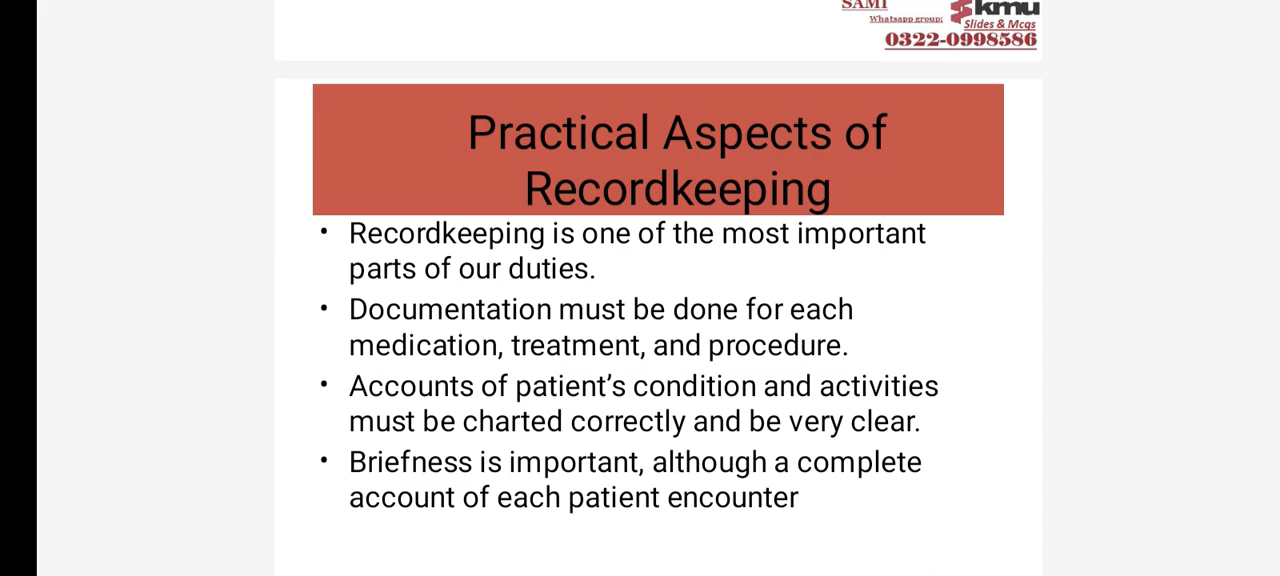 SAMI
kmu
Whatsapp group:
Slides & Mcqs
0322-0998586
Practical Aspects of
Recordkeeping
• Recordkeeping is one of the most important
parts of our duties.
• Documentation must be done for each
medication, treatment, and procedure.
• Accounts of patient’s condition and activities
must be charted correctly and be very clear.
• Briefness is important, although a complete
account of each patient encounter